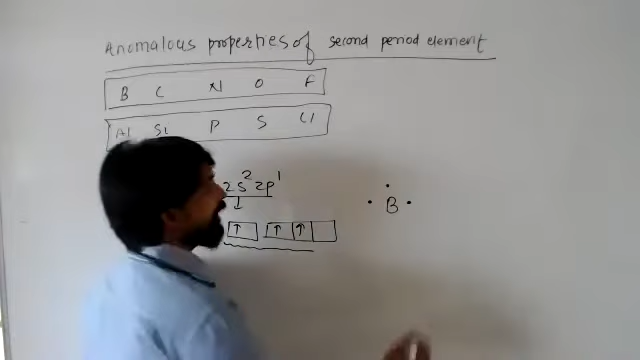 Anomalous properties of second period element
B C N O F
Al Si P S Cl
2s² 2p¹
↓
↑ ↑ ↑
B